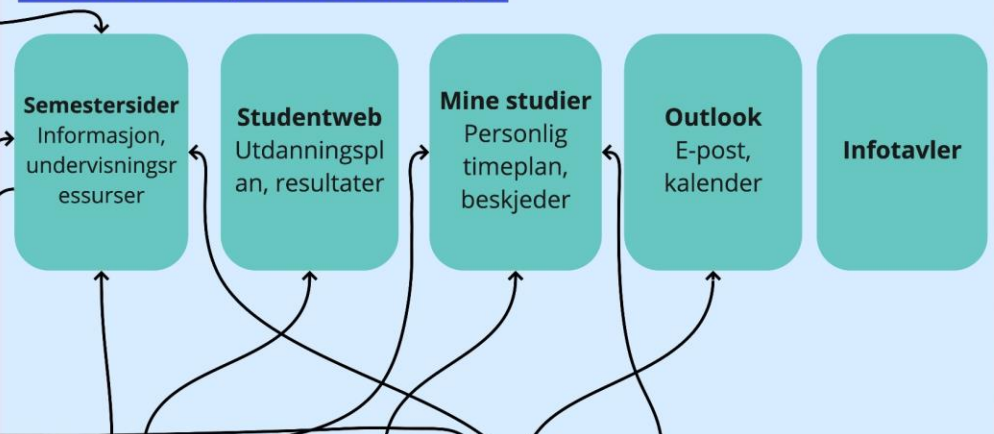 Semestersider
Informasjon,
undervisningsr
essurser
Studentweb
Utdanningspl
an, resultater
Mine studier
Personlig
timeplan,
beskjeder
Outlook
E-post,
kalender
Infotavler